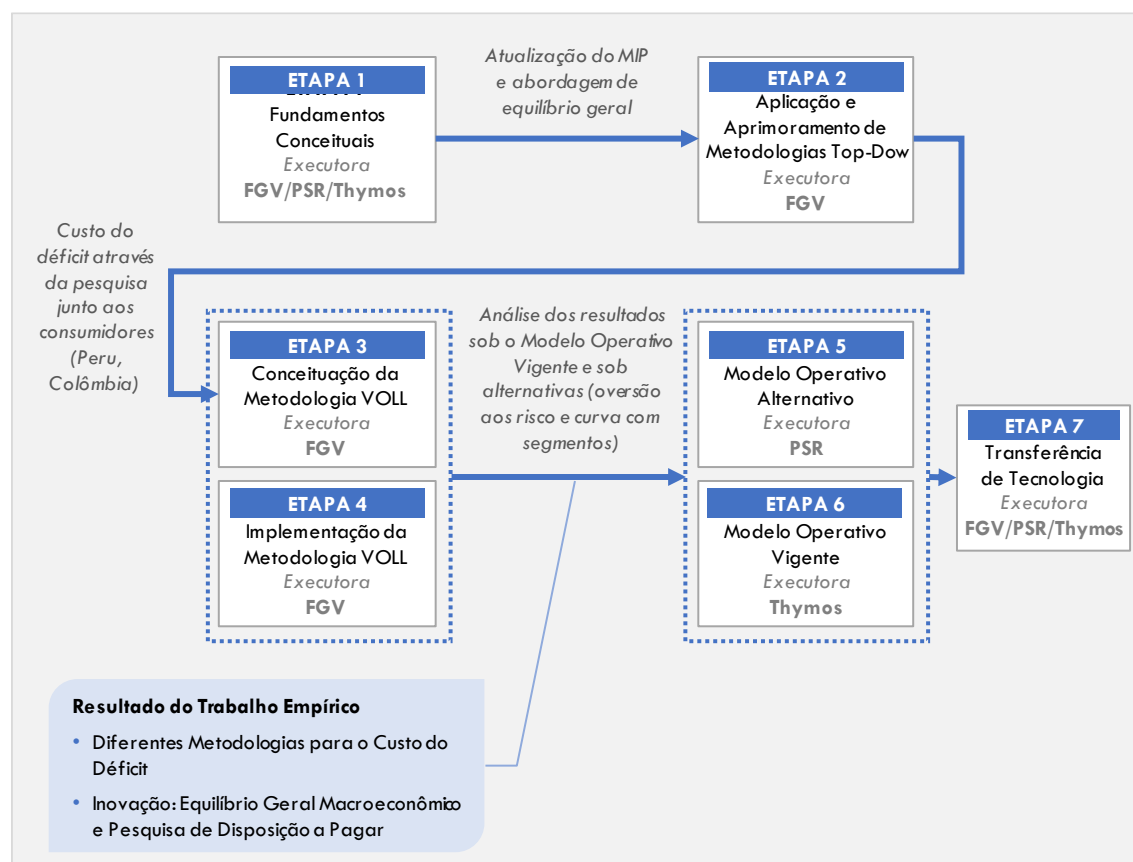 ETAPA 1
Fundamentos
Conceituais
Executora
FGV/PSR/Thymos
Atualização do MIP
e abordagem de
equilíbrio geral
ETAPA 2
Aplicação e
Aprimoramento de
Metodologias Top-Dow
Executora
FGV
Custo do
déficit através
da pesquisa
junto aos
consumidores
(Peru,
Colômbia)
ETAPA 3
Conceituação da
Metodologia VOLL
Executora
FGV
ETAPA 4
Implementação da
Metodologia VOLL
Executora
FGV
Análise dos resultados
sob o Modelo Operativo
Vigente e sob
alternativas (oversão
aos risco e curva com
segmentos)
ETAPA 5
Modelo Operativo
Alternativo
Executora
PSR
ETAPA 6
Modelo Operativo
Vigente
Executora
Thymos
ETAPA 7
Transferência
de Tecnologia
Executora
FGV/PSR/Thymos
Resultado do Trabalho Empírico
• Diferentes Metodologias para o Custo do
Déficit
• Inovação: Equilíbrio Geral Macroeconômico
e Pesquisa de Disposição a Pagar